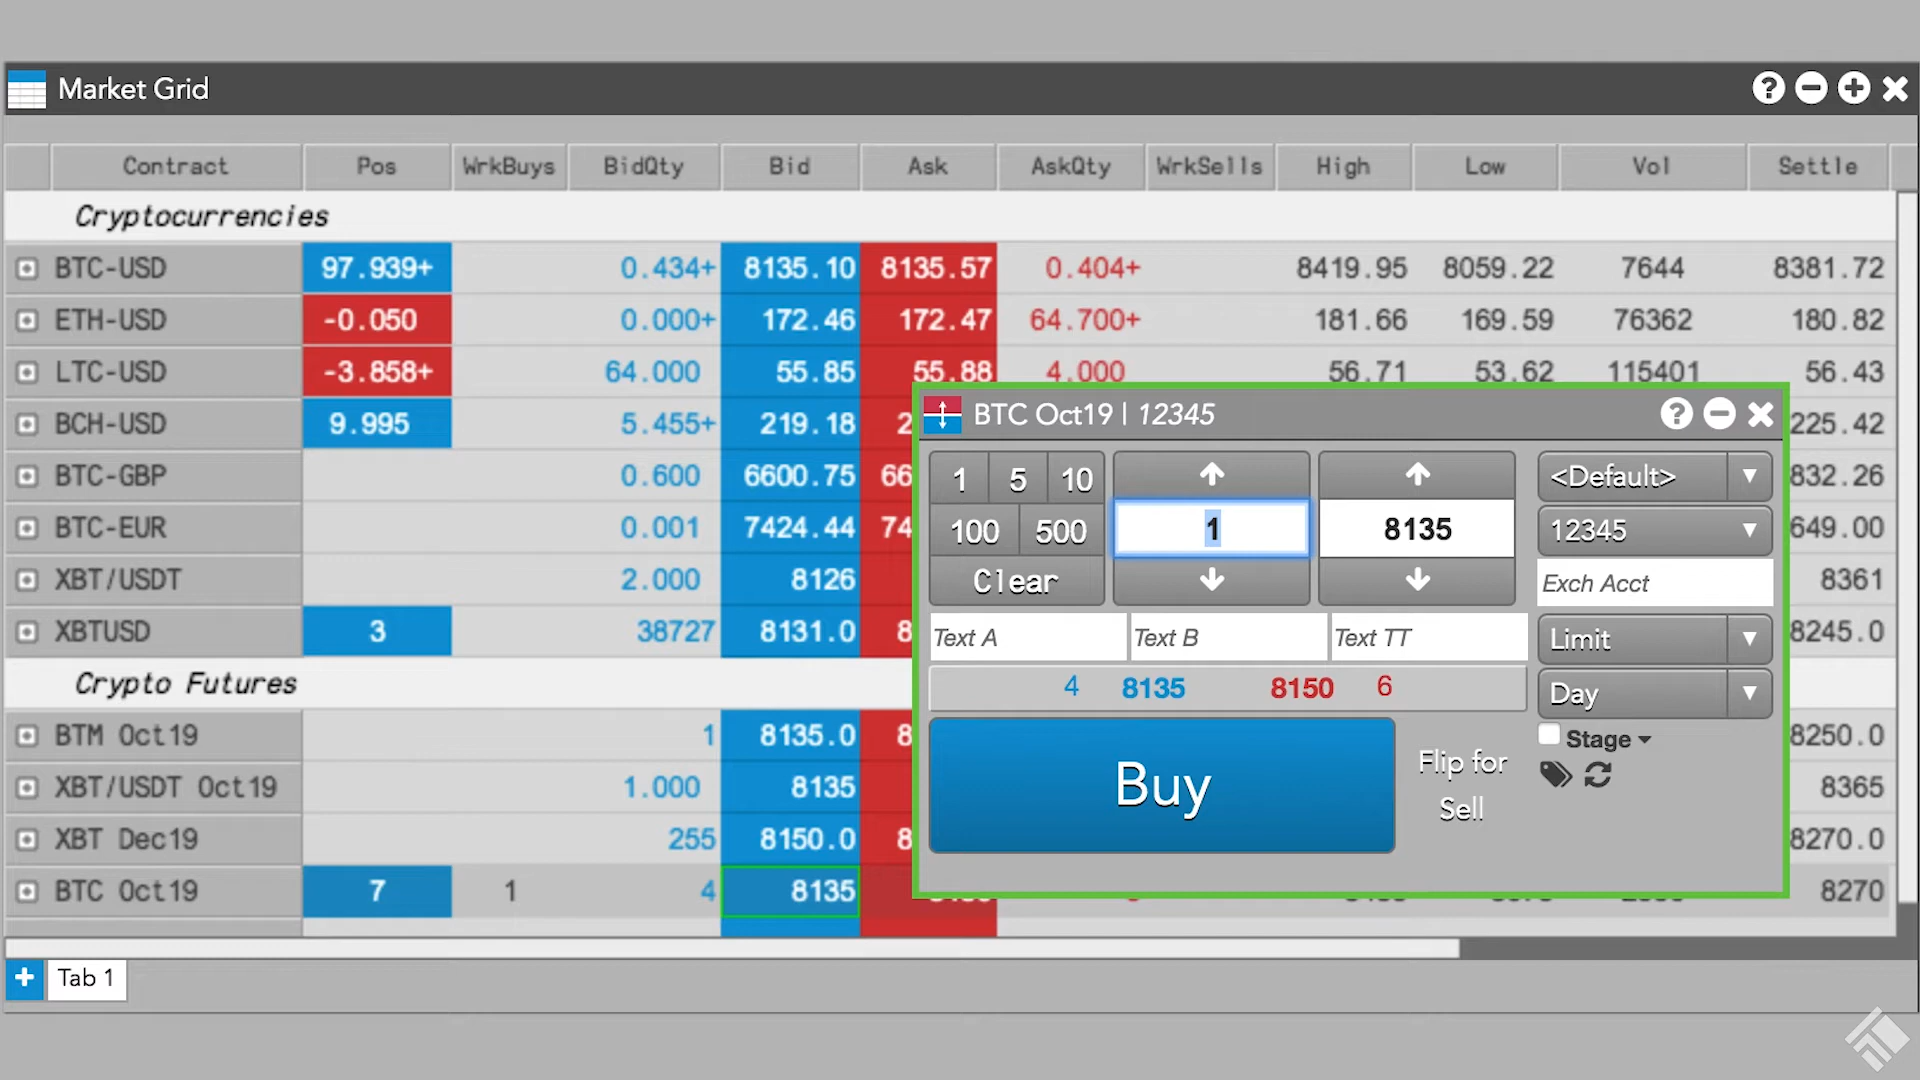 Market Grid
Contract Pos WrkBuys BidQty Bid Ask AskQty WrkSells High Low Vol Settle
Cryptocurrencies
BTC-USD 97.939+ 0.434+ 8135.10 8135.57 0.404+ 8419.95 8059.22 7644 8381.72
ETH-USD -0.050 0.000+ 172.46 172.47 64.700+ 181.66 169.59 76362 180.82
LTC-USD -3.858+ 64.000 55.85 55.88 4.000 56.71 53.62 115401 56.43
BCH-USD 9.995 5.455+ 219.18 2 225.42
BTC-GBP 0.600 6600.75 66 832.26
BTC-EUR 0.001 7424.44 74 649.00
XBT/USDT 2.000 8126 8361
XBTUSD 3 38727 8131.0 8 8245.0
Crypto Futures
BTM Oct19 1 8135.0 8 8250.0
XBT/USDT Oct19 1.000 8135 8365
XBT Dec19 255 8150.0 8 8270.0
BTC Oct19 7 1 4 8135 8270
Tab 1
BTC Oct19 | 12345
1 5 10
100 500
Clear
1
8135
<Default>
12345
Exch Acct
Text A Text B Text TT
Limit
4 8135 8150 6
Day
Buy
Flip for
Sell
Stage